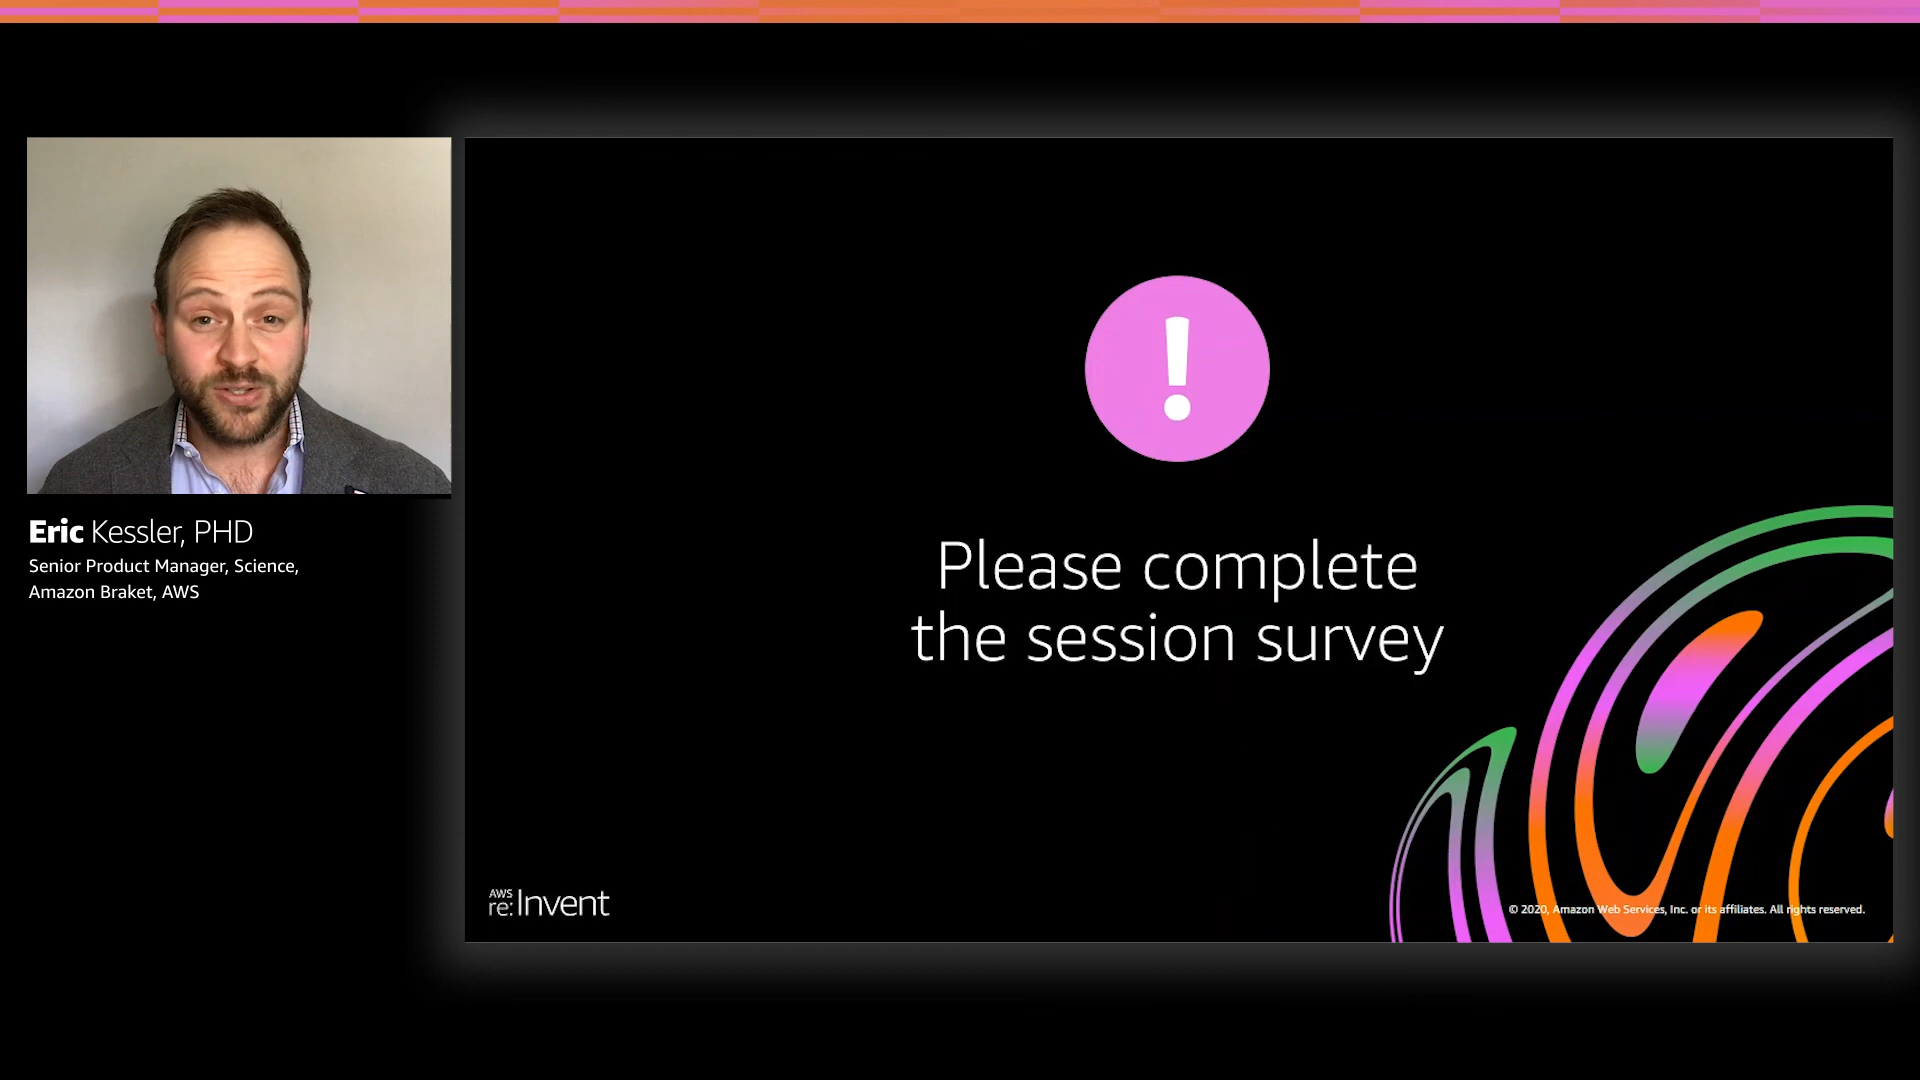 Eric Kessler, PHD
Senior Product Manager, Science,
Amazon Braket, AWS
!
Please complete
the session survey
AWS
re:Invent
© 2020, Amazon Web Services, Inc. or its affiliates. All rights reserved.